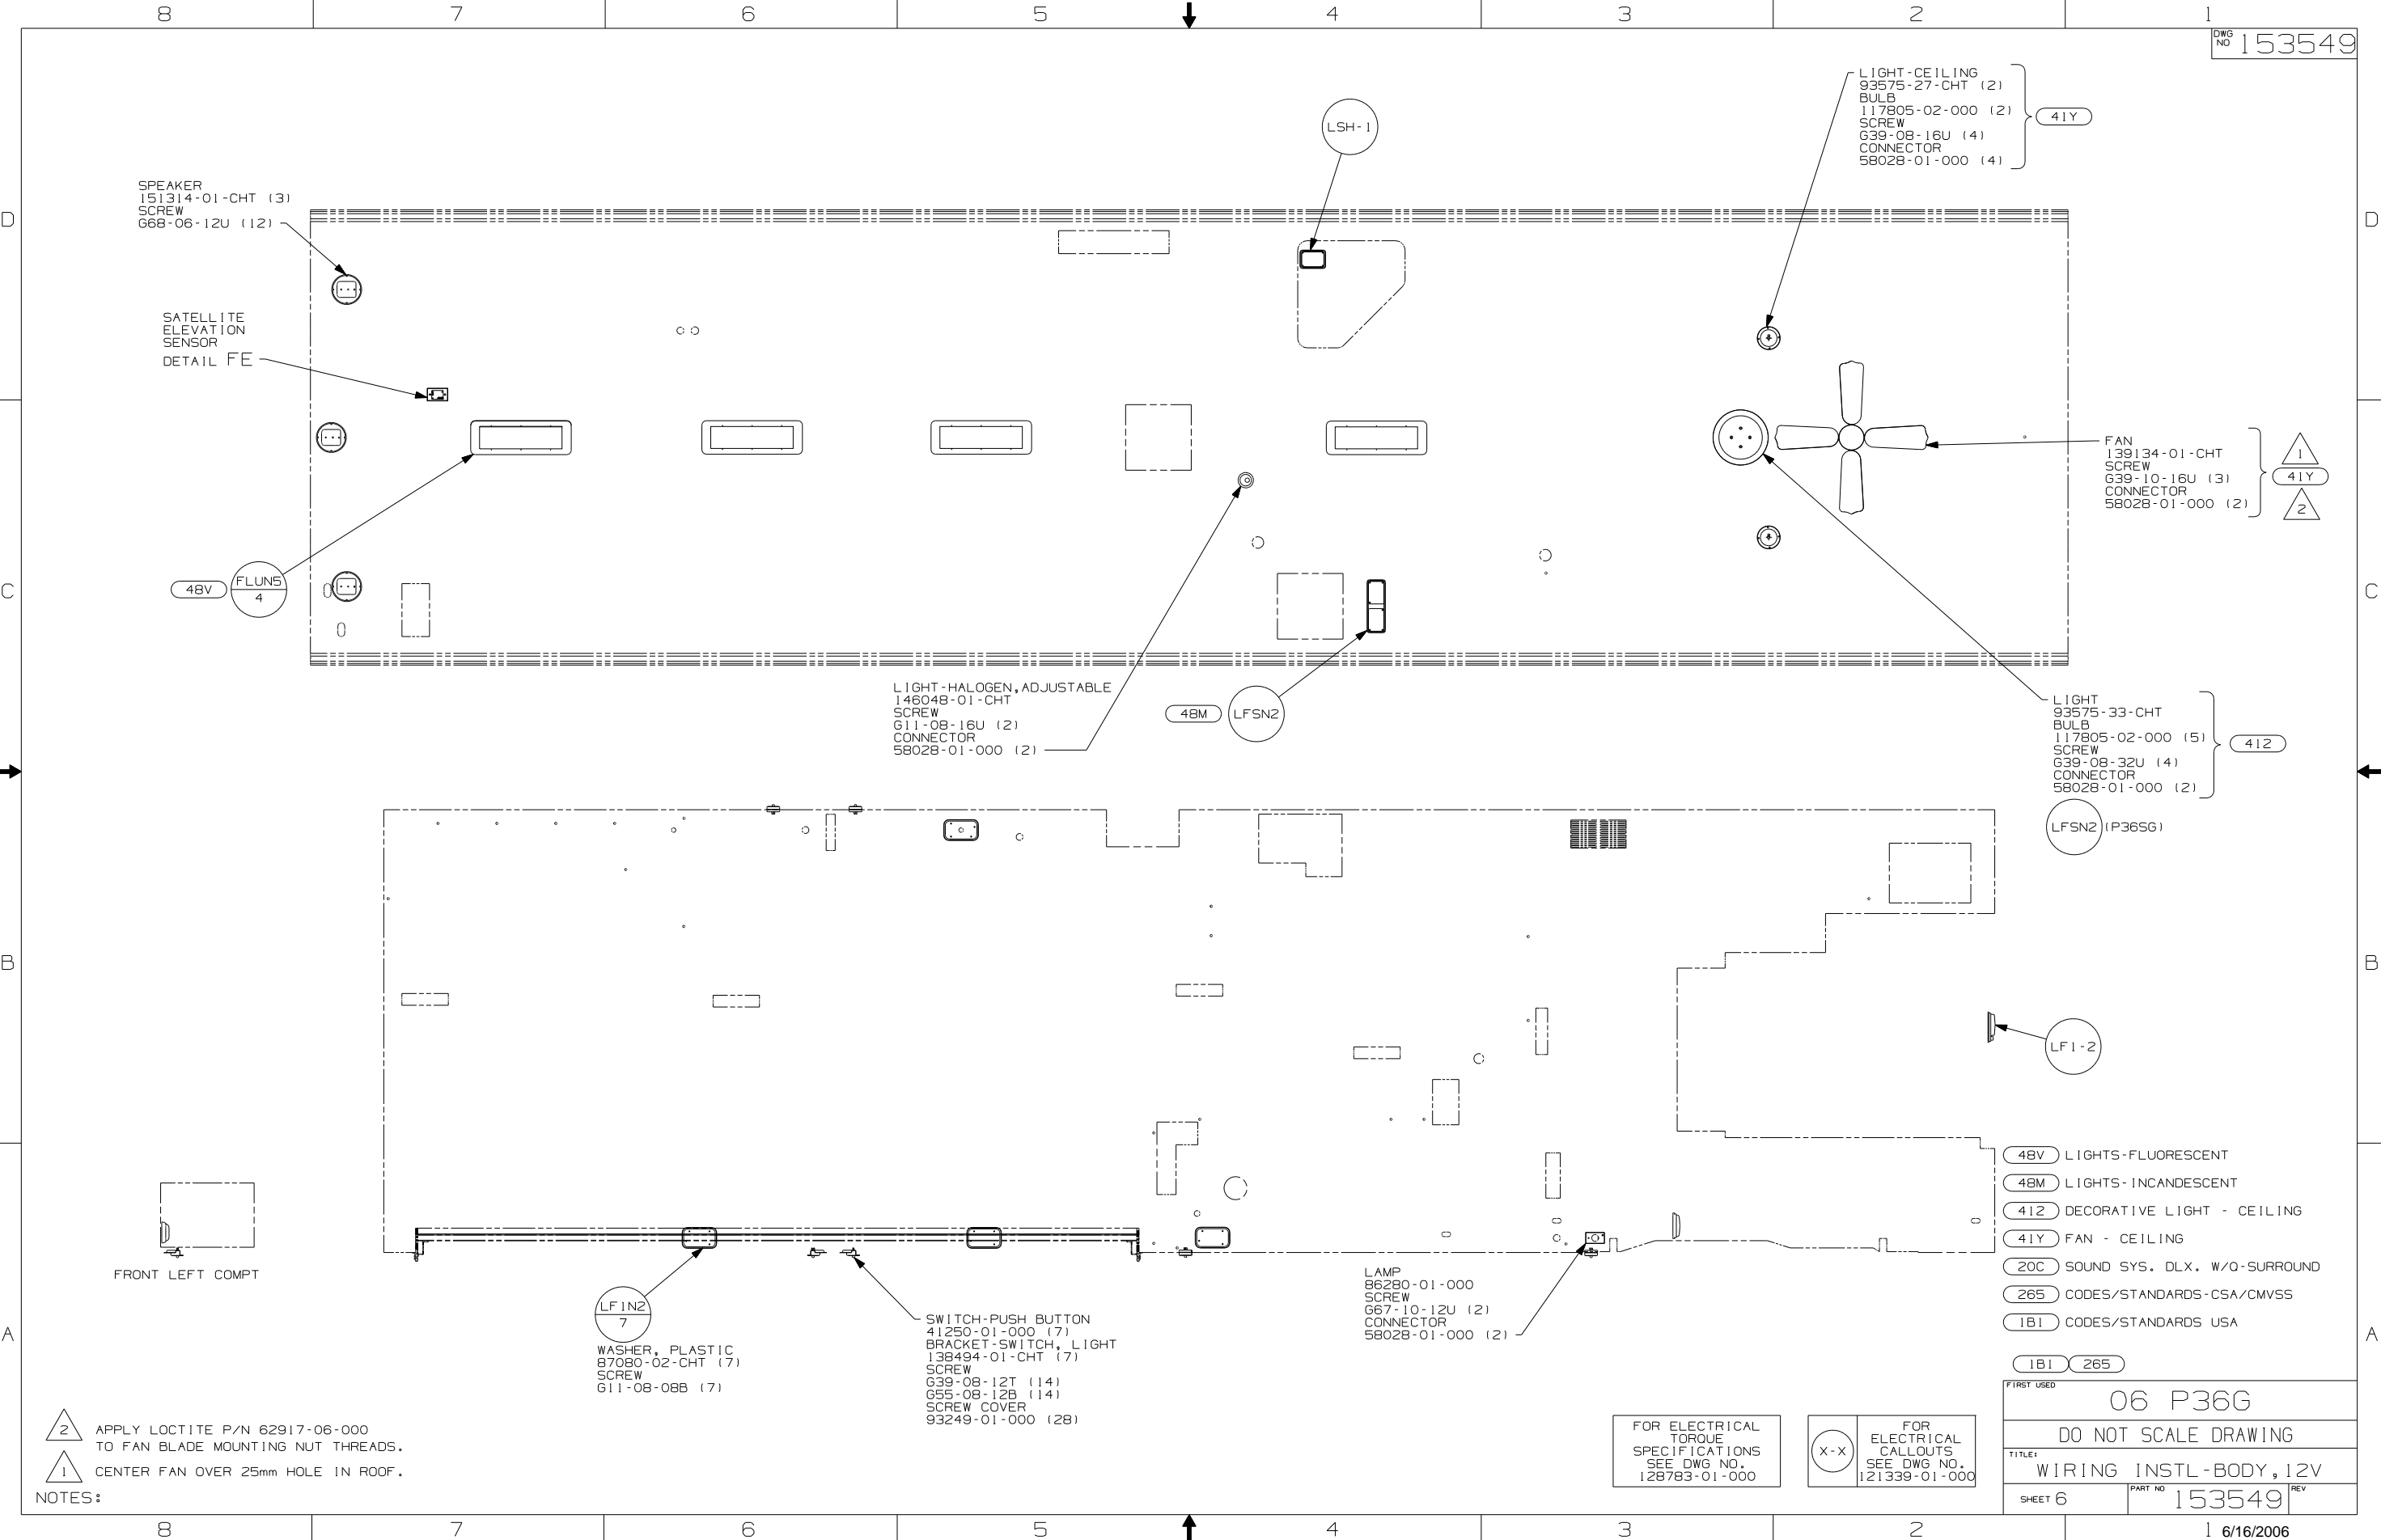 8 7 6 5 4 3 2 1
DWG NO 153549
LIGHT-CEILING
93575-27-CHT (2)
BULB
117805-02-000 (2)
SCREW
G39-08-16U (4)
CONNECTOR
58028-01-000 (4)
41Y
LSH-1
SPEAKER
151314-01-CHT (3)
SCREW
G68-06-12U (12)
D D
SATELLITE
ELEVATION
SENSOR
DETAIL FE
FAN
139134-01-CHT
SCREW
G39-10-16U (3)
CONNECTOR
58028-01-000 (2)
1
41Y
2
48V
FLUN5
4
C C
LIGHT-HALOGEN, ADJUSTABLE
146048-01-CHT
SCREW
G11-08-16U (2)
CONNECTOR
58028-01-000 (2)
48M LFSN2
LIGHT
93575-33-CHT
BULB
117805-02-000 (5)
SCREW
G39-08-32U (4)
CONNECTOR
58028-01-000 (2)
412
LFSN2 (P36SG)
B B
LF1-2
FRONT LEFT COMPT
LF1N2
7
WASHER, PLASTIC
87080-02-CHT (7)
SCREW
G11-08-08B (7)
SWITCH-PUSH BUTTON
41250-01-000 (7)
BRACKET-SWITCH, LIGHT
138494-01-CHT (7)
SCREW
G39-08-12T (14)
G55-08-12B (14)
SCREW COVER
93249-01-000 (28)
LAMP
86280-01-000
SCREW
G67-10-12U (2)
CONNECTOR
58028-01-000 (2)
48V LIGHTS-FLUORESCENT
48M LIGHTS-INCANDESCENT
412 DECORATIVE LIGHT - CEILING
41Y FAN - CEILING
20C SOUND SYS. DLX. W/Q-SURROUND
265 CODES/STANDARDS-CSA/CMVSS
1B1 CODES/STANDARDS USA
A A
1B1 265
2 APPLY LOCTITE P/N 62917-06-000
TO FAN BLADE MOUNTING NUT THREADS.
1 CENTER FAN OVER 25mm HOLE IN ROOF.
NOTES:
FOR ELECTRICAL
TORQUE
SPECIFICATIONS
SEE DWG NO.
128783-01-000
X-X
FOR
ELECTRICAL
CALLOUTS
SEE DWG NO.
121339-01-000
FIRST USED
06 P36G
DO NOT SCALE DRAWING
TITLE:
WIRING INSTL-BODY, 12V
SHEET 6 PART NO 153549 REV
8 7 6 5 4 3 2 1
6/16/2006